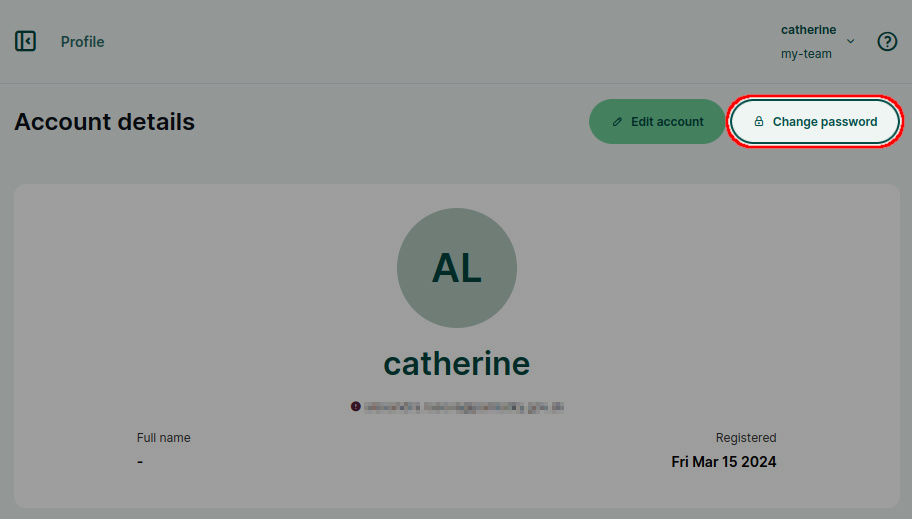 Profile
catherine
my-team
Account details
Edit account
Change password
AL
catherine
Full name
Registered
-
Fri Mar 15 2024